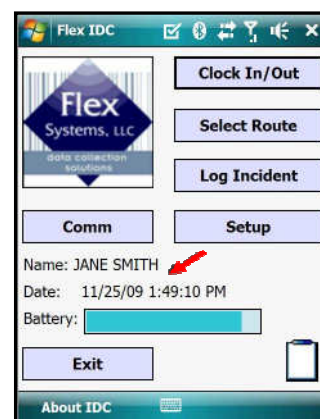 Flex IDC
Clock In/Out
Flex
Systems, LLC
data collection
solutions
Select Route
Log Incident
Comm
Setup
Name: JANE SMITH
Date: 11/25/09 1:49:10 PM
Battery:
Exit
About IDC